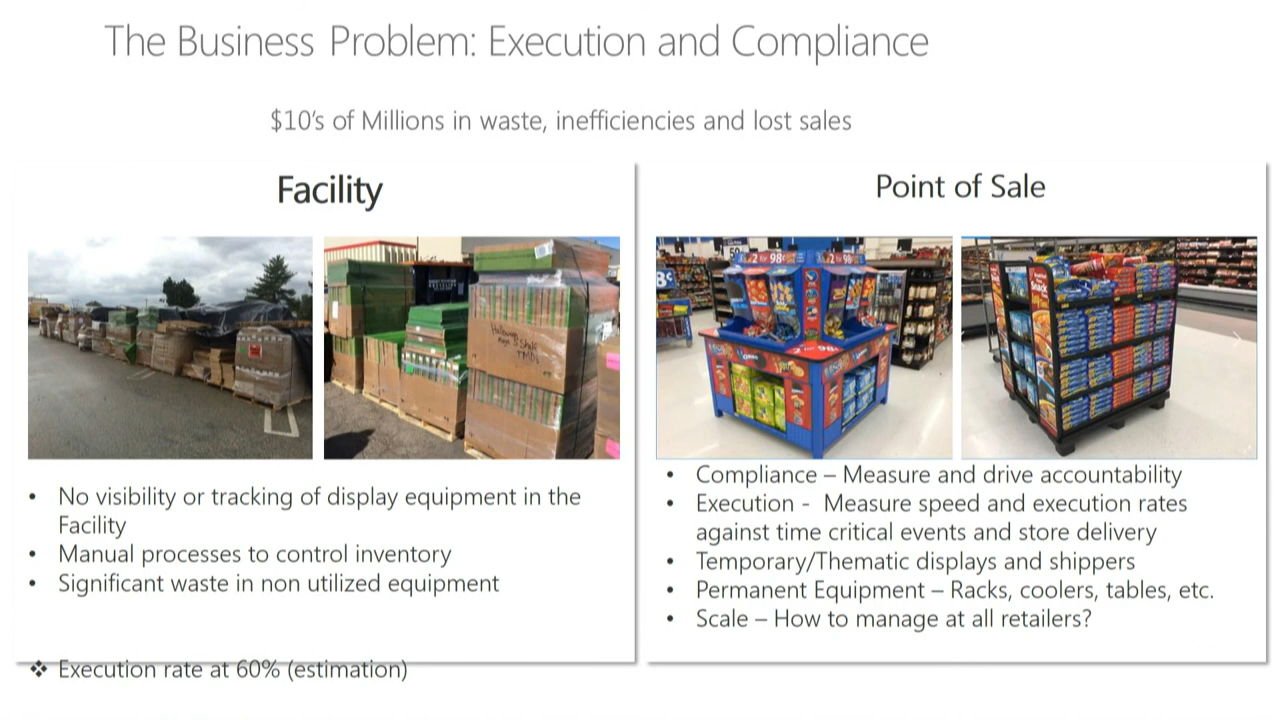 The Business Problem: Execution and Compliance
$10's of Millions in waste, inefficiencies and lost sales
Facility
• No visibility or tracking of display equipment in the
Facility
• Manual processes to control inventory
• Significant waste in non utilized equipment
❖ Execution rate at 60% (estimation)
Point of Sale
2 for 98¢
• Compliance – Measure and drive accountability
• Execution - Measure speed and execution rates
against time critical events and store delivery
• Temporary/Thematic displays and shippers
• Permanent Equipment – Racks, coolers, tables, etc.
• Scale – How to manage at all retailers?